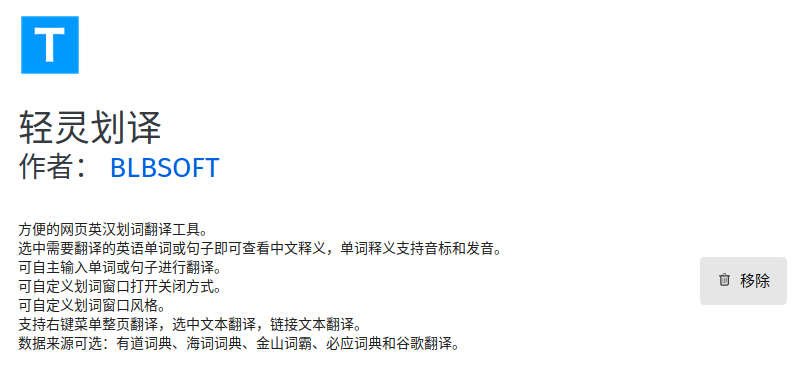 T
轻灵划译
作者： BLBSOFT
方便的网页英汉划词翻译工具。
选中需要翻译的英语单词或句子即可查看中文释义，单词释义支持音标和发音。
可自主输入单词或句子进行翻译。
可自定义划词窗口打开关闭方式。
可自定义划词窗口风格。
支持右键菜单整页翻译，选中文本翻译，链接文本翻译。
数据来源可选：有道词典、海词词典、金山词霸、必应词典和谷歌翻译。
移除